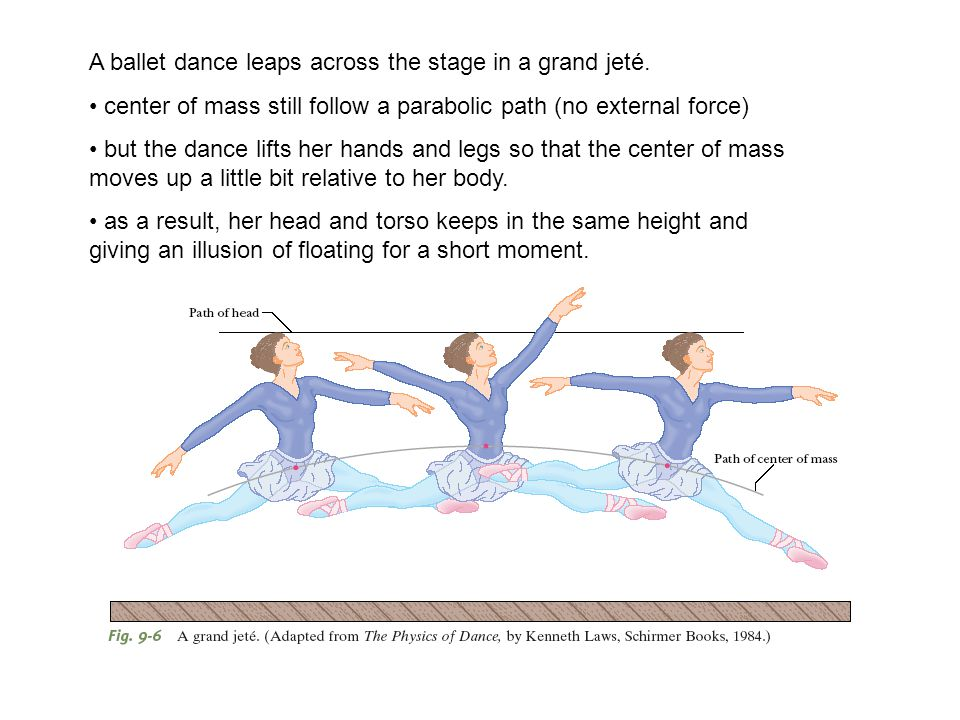 A ballet dance leaps across the stage in a grand jeté.
• center of mass still follow a parabolic path (no external force)
• but the dance lifts her hands and legs so that the center of mass
moves up a little bit relative to her body.
• as a result, her head and torso keeps in the same height and
giving an illusion of floating for a short moment.
Path of head
Path of center of mass
Fig. 9-6 A grand jeté. (Adapted from The Physics of Dance, by Kenneth Laws, Schirmer Books, 1984.)